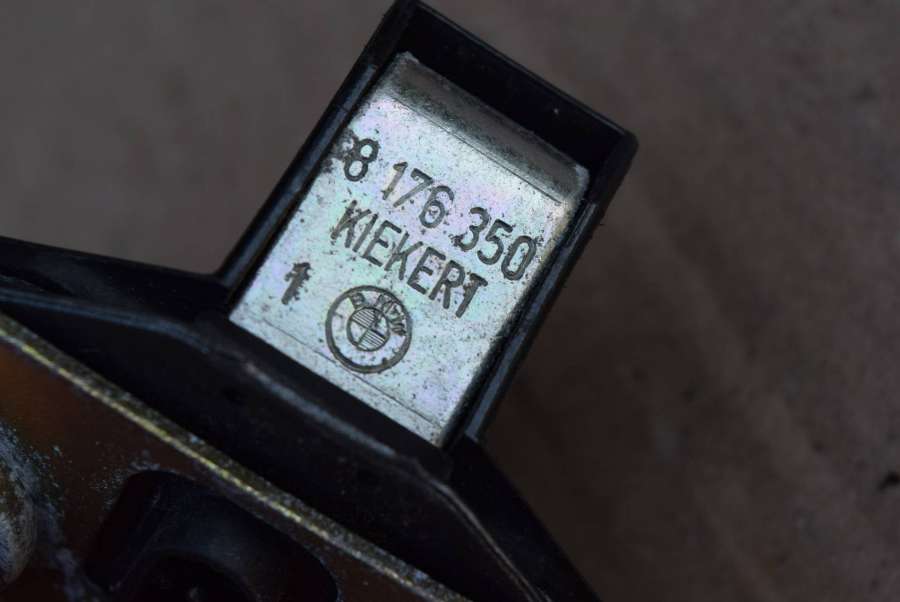 8 176 350
KIEKERT
1
BMW